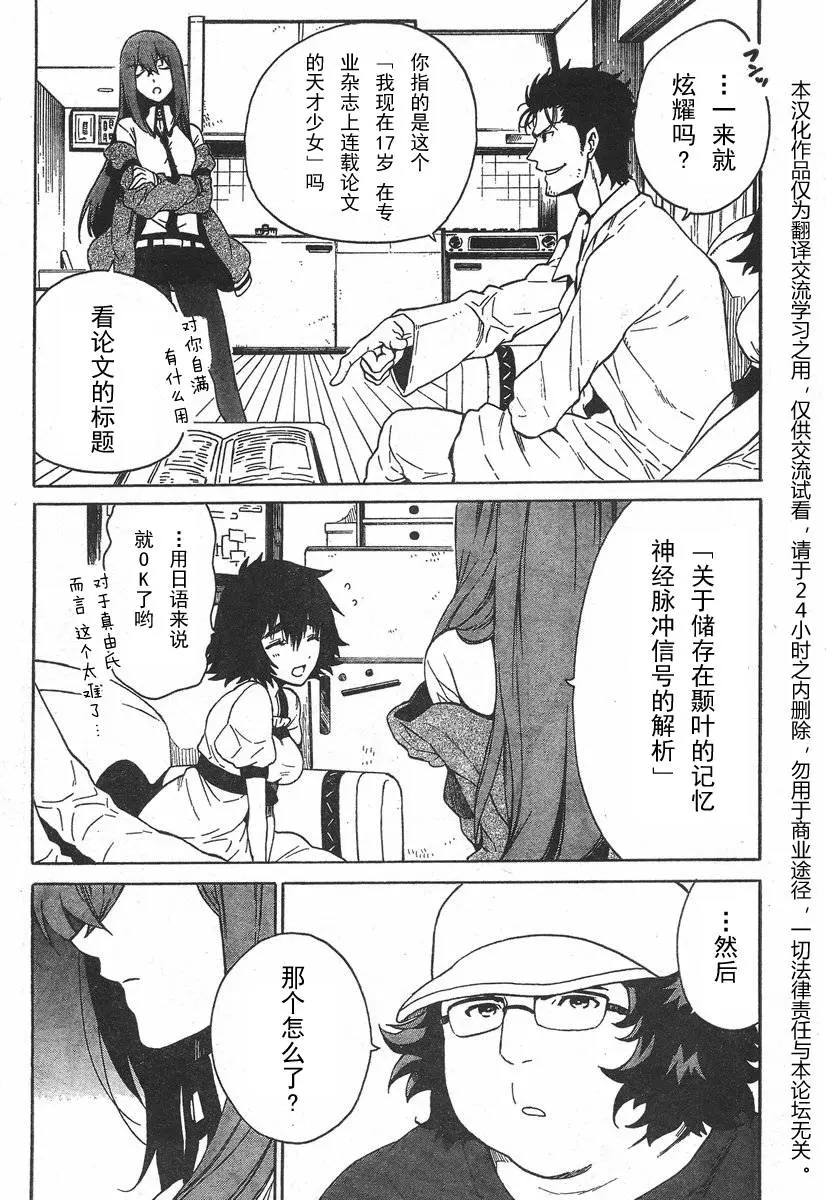 …一来就
炫耀吗？
你指的是这个
「我现在17岁 在专
业杂志上连载论文
的天才少女」吗
对你自满
有什么用
看论文的标题
「关于储存在颞叶的记忆
神经脉冲信号的解析」
…用日语来说
就OK了哟
对于真由氏
而言 这个太
难了…
…然后
那个怎么了？
本汉化作品仅为翻译交流学习之用，仅供交流试看，请于24小时之内删除，勿用于商业途径，一切法律责任与本论坛无关。